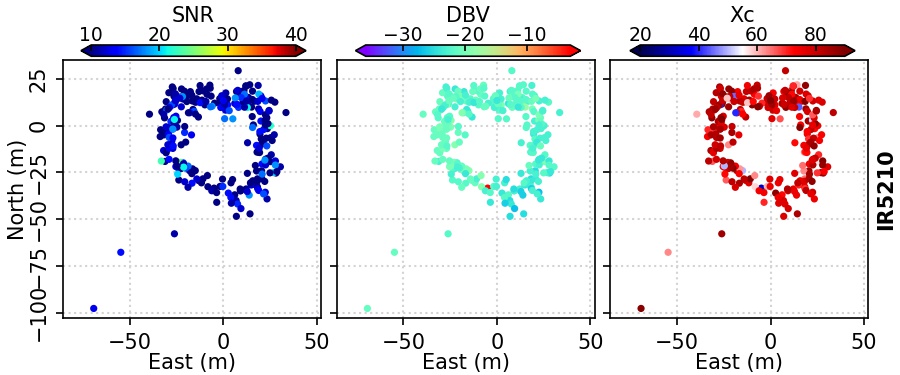 SNR DBV Xc
10 20 30 40 −30 −20 −10 20 40 60 80
25
0
−25
−50
−75
−100
North (m)
−50 0 50 −50 0 50 −50 0 50
East (m) East (m) East (m)
IR5210